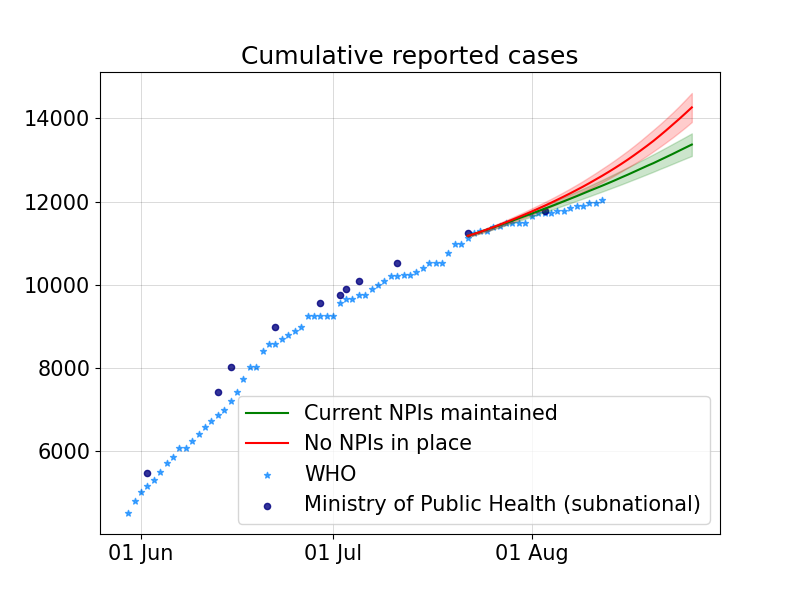 Cumulative reported cases
14000
12000
10000
8000
6000
Current NPIs maintained
No NPIs in place
WHO
Ministry of Public Health (subnational)
01 Jun
01 Jul
01 Aug